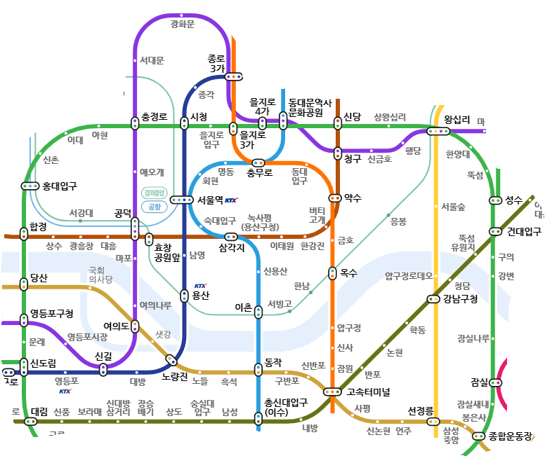 광화문
서대문
종로
3가
종각
을지로
4가
동대문역사
문화공원
충경로
시청
을지로
입구
을지로
3가
신당
상왕십리
왕십리
마
이대
아현
신촌
애오개
명동
충무로
동대
입구
청구
신금호
행당
한양대
뚝섬
홍대입구
회현
경의중앙
공항
서울역
KTX
약수
성수
서강대
공덕
숙대입구
녹사평
(용산구청)
버티
고개
응봉
서울숲
합정
상수
광흥창
대흥
효창
공원앞
남영
삼각지
이태원
한강진
금호
뚝섬
유원지
건대입구
마포
구의
당산
국회
의사당
KTX
신용산
옥수
압구정로데오
강변
한남
청담
여의나루
용산
이촌
서빙고
강남구청
영등포구청
여의도
압구정
학동
문래
영등포시장
샛강
신사
논현
잠실나루
신도림
신길
동작
신반포
잠원
반포
잠실
구로
영등포
KTX
대방
노량진
노들
흑석
구반포
고속터미널
대림
신풍
보라매
신대방
삼거리
장승
배기
상도
숭실대
입구
남성
총신대입구
(이수)
내방
사평
신논현
언주
선정릉
삼성
중앙
잠실새내
봉은사
종합운동장